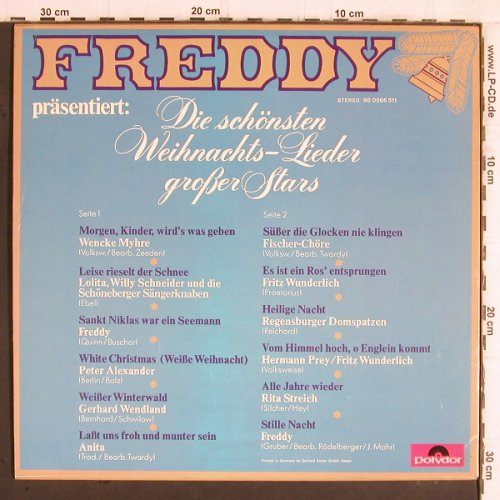 30 cm
20 cm
10 cm
FREDDY
präsentiert:
STEREO 98 0566 511
Die schönsten
Weihnachts-Lieder
großer Stars
Seite 1
Morgen, Kinder, wird's was geben
Wencke Myhre
(Volksw./Bearb. Zeeden)
Leise rieselt der Schnee
Lolita, Willy Schneider und die
Schöneberger Sängerknaben
(Ebel)
Sankt Niklas war ein Seemann
Freddy
(Quinn/Buschor)
White Christmas (Weiße Weihnacht)
Peter Alexander
(Berlin/Balz)
Weißer Winterwald
Gerhard Wendland
(Bernhard/Schwilow)
Laßt uns froh und munter sein
Anita
(Trad./Bearb. Twardy)
Seite 2
Süßer die Glocken nie klingen
Fischer-Chöre
(Volksw./Bearb. Twardy)
Es ist ein Ros' entsprungen
Fritz Wunderlich
(Praetorius)
Heilige Nacht
Regensburger Domspatzen
(Reichard)
Vom Himmel hoch, o Englein kommt
Hermann Prey/Fritz Wunderlich
(Volksweise)
Alle Jahre wieder
Rita Streich
(Silcher/Hey)
Stille Nacht
Freddy
(Gruber/Bearb. Rödelberger/J. Mohr)
polydor
www.LP-CD.de
10 cm
20 cm
30 cm